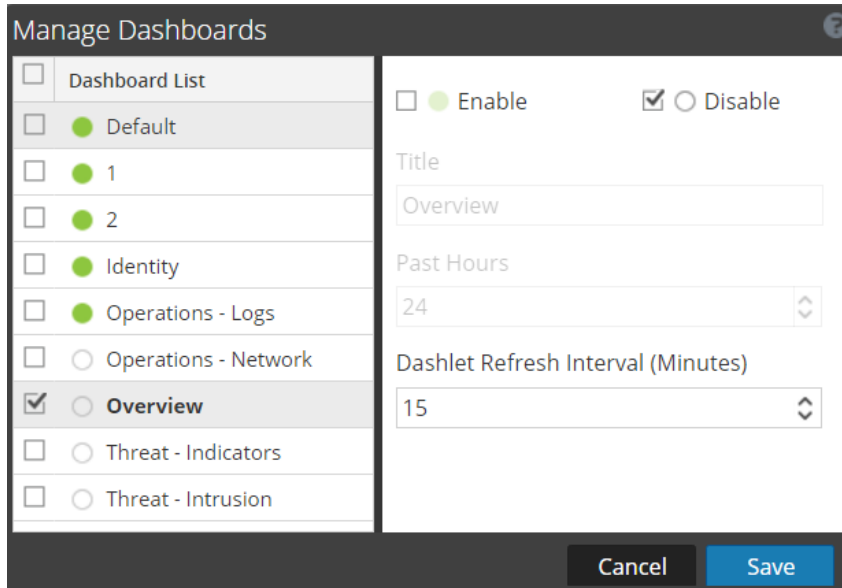 Manage Dashboards
?
Dashboard List
Default
1
2
Identity
Operations - Logs
Operations - Network
Overview
Threat - Indicators
Threat - Intrusion
Enable
Disable
Title
Overview
Past Hours
24
Dashlet Refresh Interval (Minutes)
15
Cancel
Save